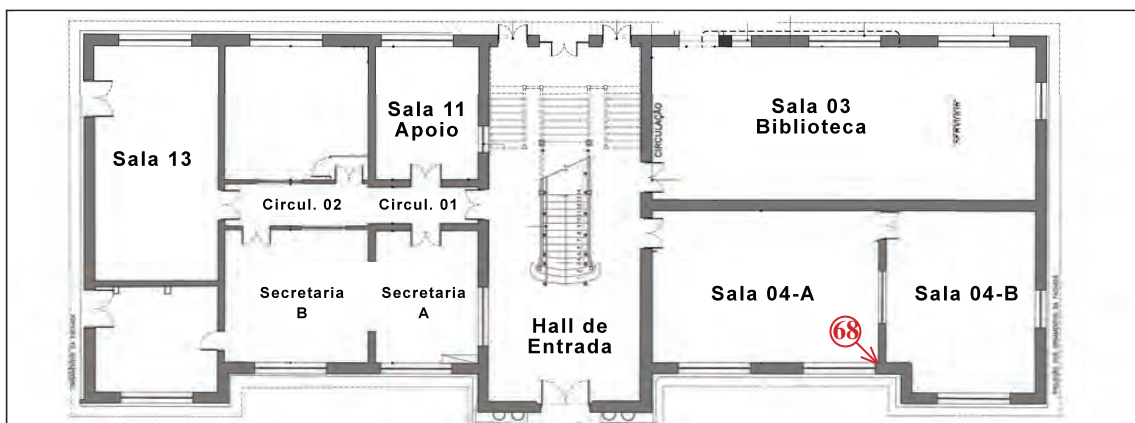 Sala 13
Sala 11
Apoio
Circul. 02
Circul. 01
Secretaria
B
Secretaria
A
Hall de
Entrada
CIRCULAÇÃO
Sala 03
Biblioteca
SERVIDOR
Sala 04-A
Sala 04-B
68